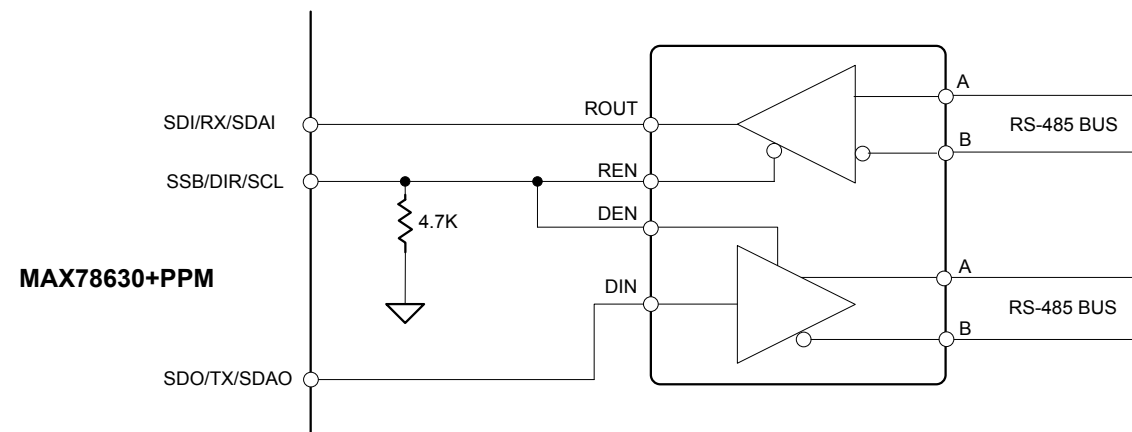 SDI/RX/SDAI
ROUT
A
RS-485 BUS
B
SSB/DIR/SCL
REN
4.7K
DEN
MAX78630+PPM
DIN
A
RS-485 BUS
B
SDO/TX/SDAO